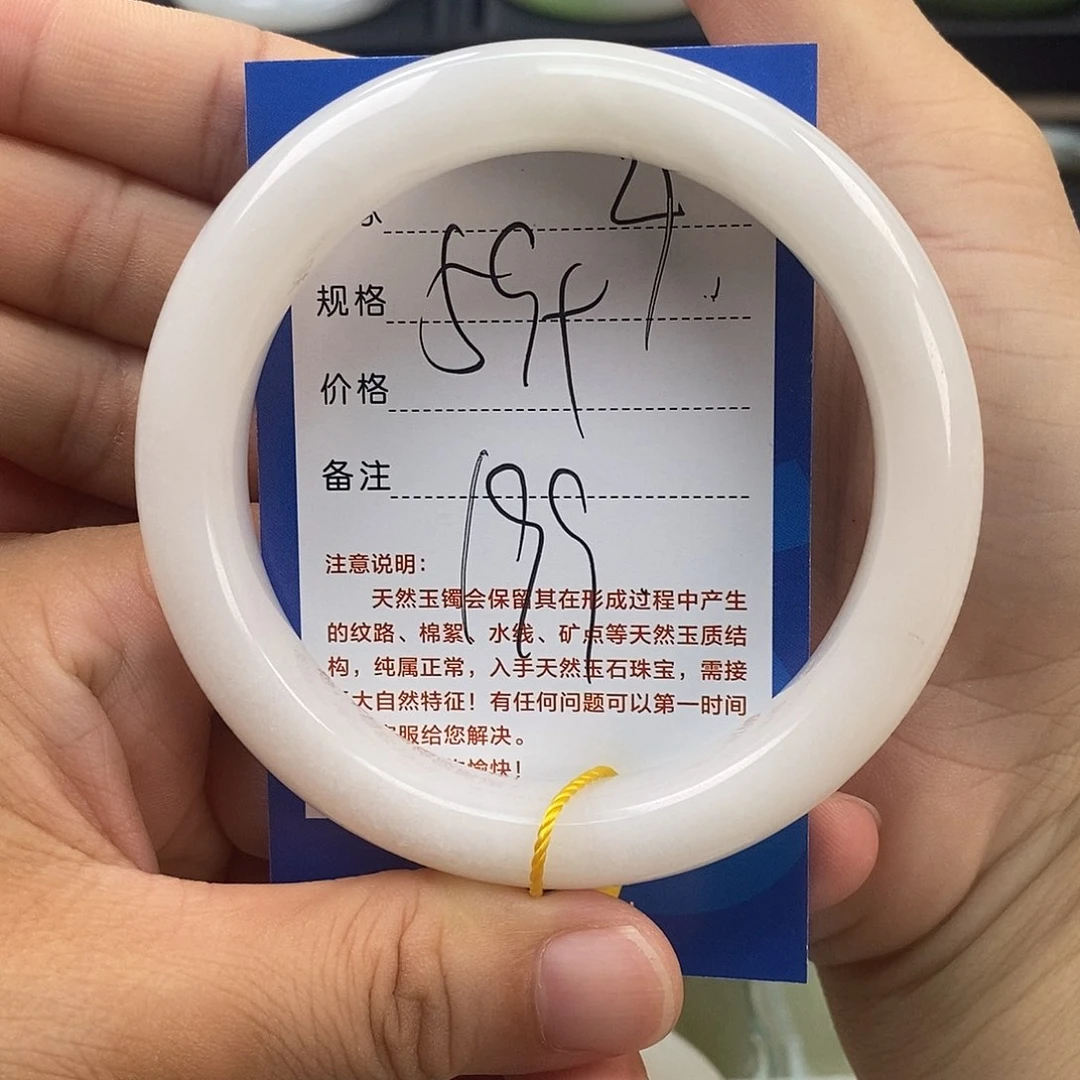 4
规格 59+
价格
备注 199
注意说明：
天然玉镯会保留其在形成过程中产生
的纹路、棉絮、水线、矿点等天然玉质结
构，纯属正常，入手天然玉石珠宝，需接
大自然特征！有任何问题可以第一时间
服给您解决。
愉快！